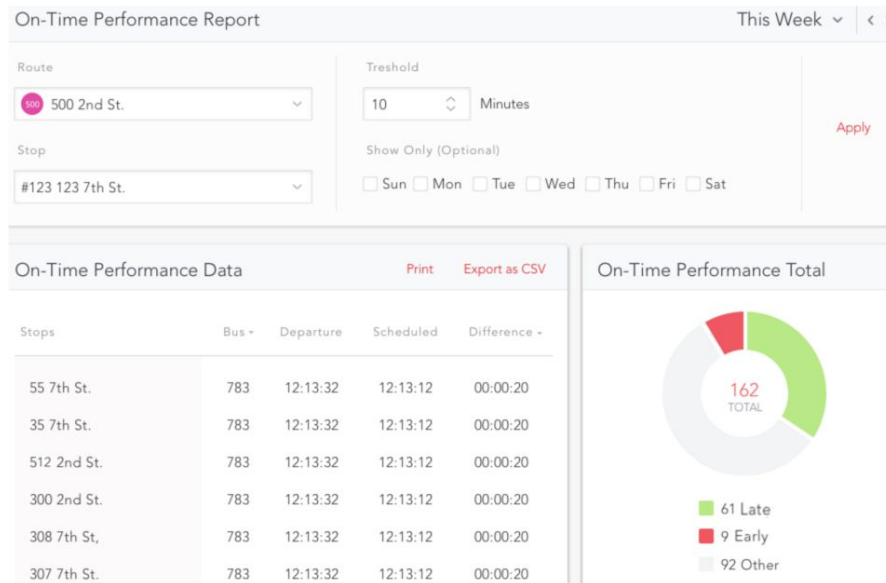 On-Time Performance Report
This Week
Route
Treshold
500 500 2nd St.
10 Minutes
Apply
Stop
Show Only (Optional)
#123 123 7th St.
Sun Mon Tue Wed Thu Fri Sat
On-Time Performance Data
Print Export as CSV
Stops Bus Departure Scheduled Difference
55 7th St. 783 12:13:32 12:13:12 00:00:20
35 7th St. 783 12:13:32 12:13:12 00:00:20
512 2nd St. 783 12:13:32 12:13:12 00:00:20
300 2nd St. 783 12:13:32 12:13:12 00:00:20
308 7th St, 783 12:13:32 12:13:12 00:00:20
307 7th St. 783 12:13:32 12:13:12 00:00:20
On-Time Performance Total
162
TOTAL
61 Late
9 Early
92 Other